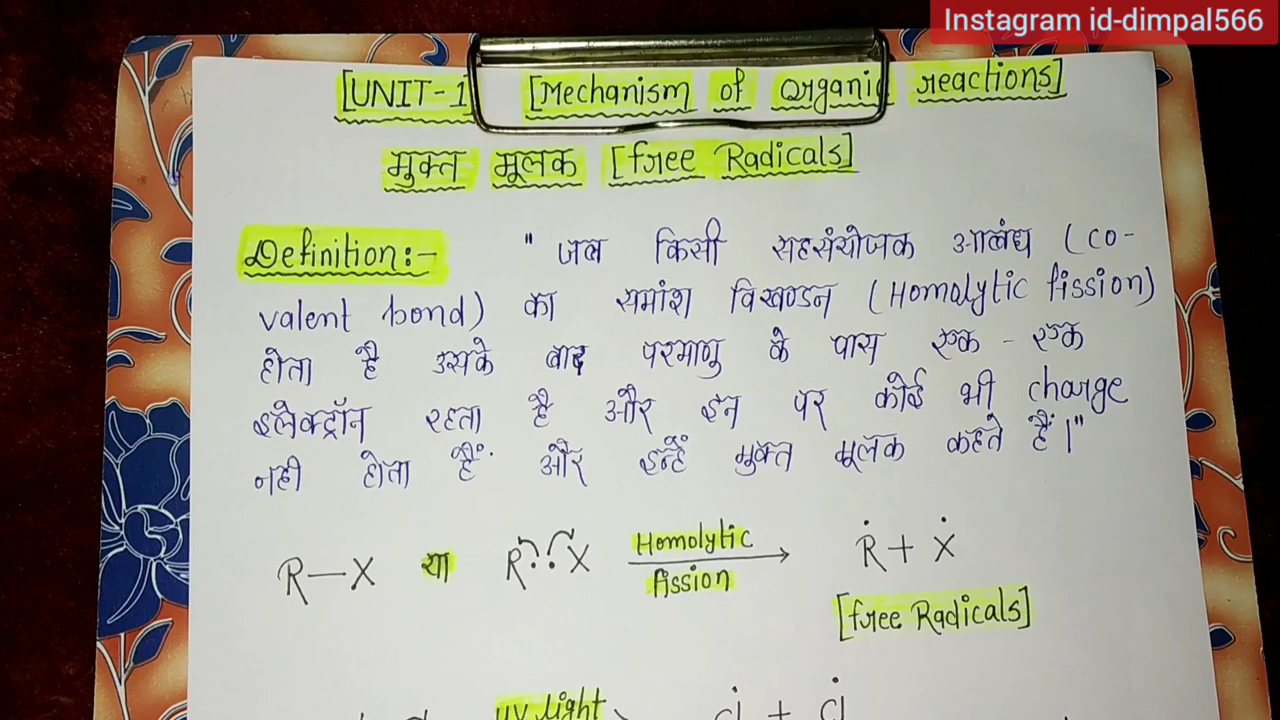 Instagram id-dimpal566
[UNIT-1] [Mechanism of Organic reactions]
मुक्त मूलक [free Radicals]
Definition:- " जब किसी सहसंयोजक आबंध (co-
valent bond) का समांश विखण्डन (Homolytic fission)
होता है उसके बाद परमाणु के पास एक - एक
इलेक्ट्रॉन रहता है और इन पर कोई भी charge
नही होता हैं। और इन्हें मुक्त मूलक कहते हैं।"
R—X या R : X Homolytic fission → Ṙ + Ẋ
[free Radicals]
UV light → Cl̇ + Cl̇